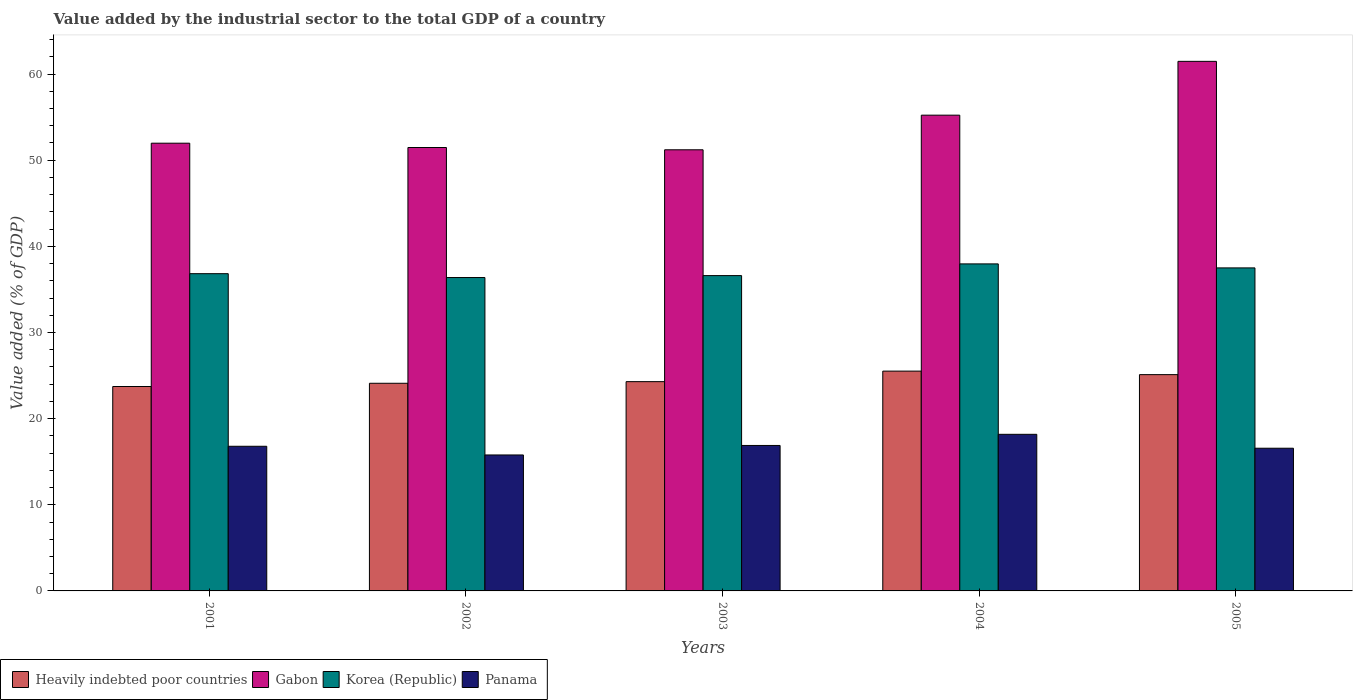 Value added by the industrial sector to the total GDP of a country
Value added (% of GDP)
60
50
40
30
20
10
0
2001
2002
2003
2004
2005
Years
Heavily indebted poor countries
Gabon
Korea (Republic)
Panama